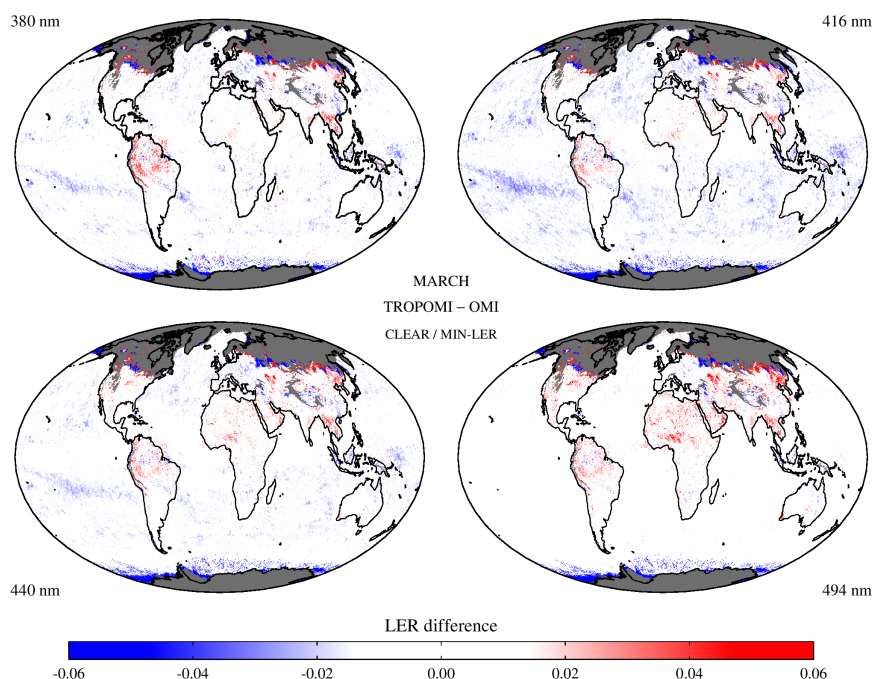 380 nm
416 nm
MARCH
TROPOMI − OMI
CLEAR / MIN-LER
440 nm
494 nm
LER difference
-0.06 -0.04 -0.02 0.00 0.02 0.04 0.06